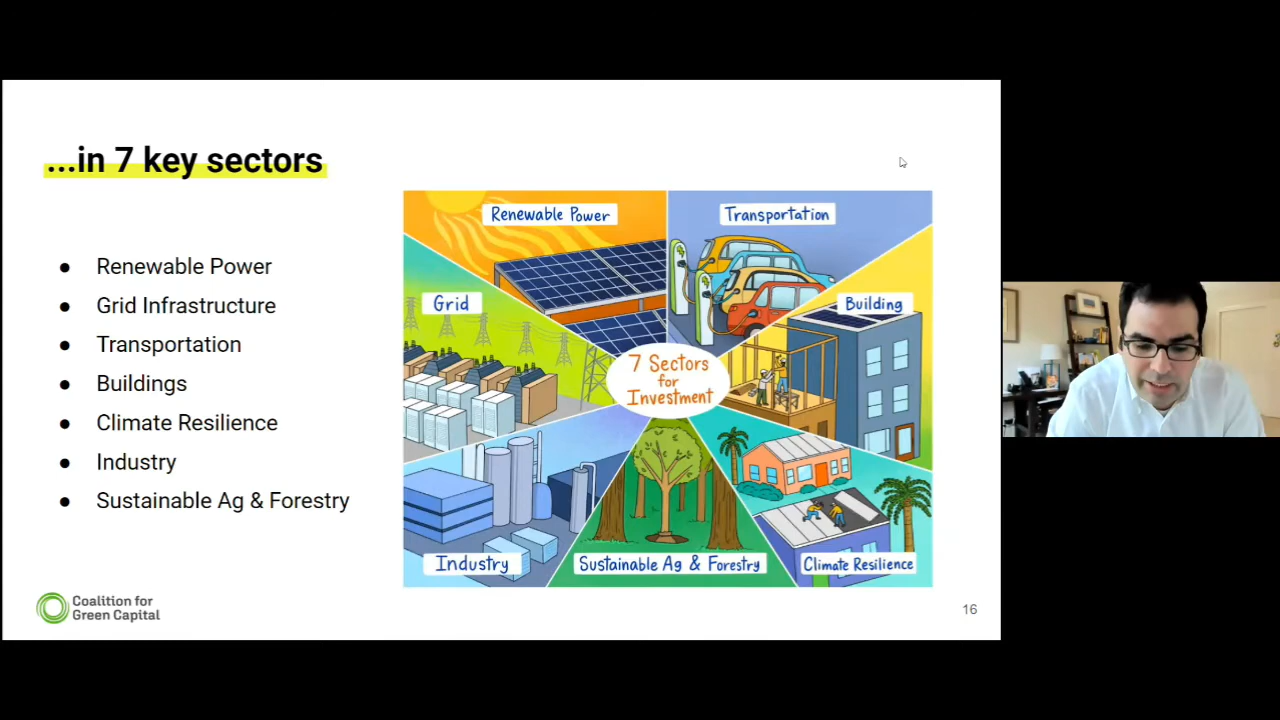 ...in 7 key sectors
● Renewable Power
● Grid Infrastructure
● Transportation
● Buildings
● Climate Resilience
● Industry
● Sustainable Ag & Forestry
Renewable Power
Transportation
Grid
Building
7 Sectors
for
Investment
Industry
Sustainable Ag & Forestry
Climate Resilience
Coalition for
Green Capital
16